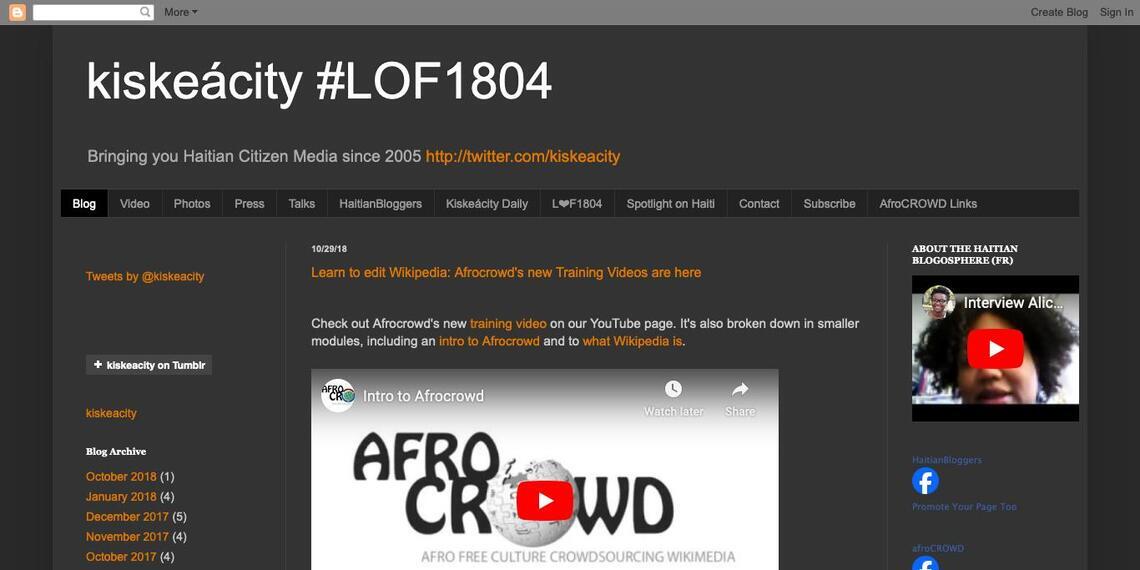 More
Create Blog Sign In
kiskeácity #LOF1804
Bringing you Haitian Citizen Media since 2005 http://twitter.com/kiskeacity
Blog Video Photos Press Talks HaitianBloggers Kiskeácity Daily L❤F1804 Spotlight on Haiti Contact Subscribe AfroCROWD Links
Tweets by @kiskeacity
+ kiskeacity on Tumblr
kiskeacity
Blog Archive
October 2018 (1)
January 2018 (4)
December 2017 (5)
November 2017 (4)
October 2017 (4)
10/29/18
Learn to edit Wikipedia: Afrocrowd's new Training Videos are here
Check out Afrocrowd's new training video on our YouTube page. It's also broken down in smaller
modules, including an intro to Afrocrowd and to what Wikipedia is.
AFRO
CRO
Intro to Afrocrowd
Watch later Share
AFRO
CROWD
AFRO FREE CULTURE CROWDSOURCING WIKIMEDIA
ABOUT THE HAITIAN
BLOGOSPHERE (FR)
Interview Alic...
HaitianBloggers
Promote Your Page Too
afroCROWD